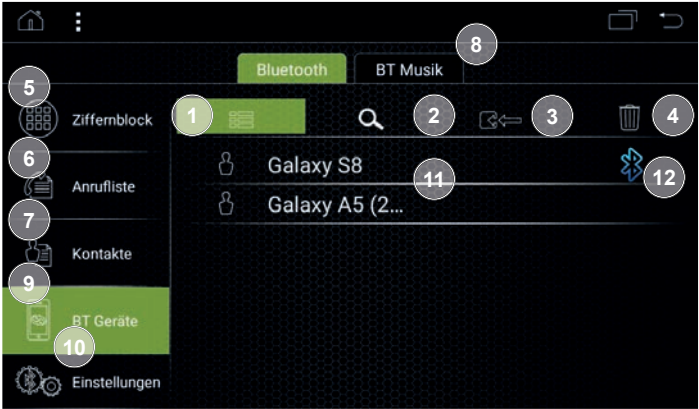 8
Bluetooth BT Musik
5
Ziffernblock 1 2 3 4
6
Anrufliste Galaxy S8 11 12
7
Galaxy A5 (2...
Kontakte
9
BT Geräte
10
Einstellungen